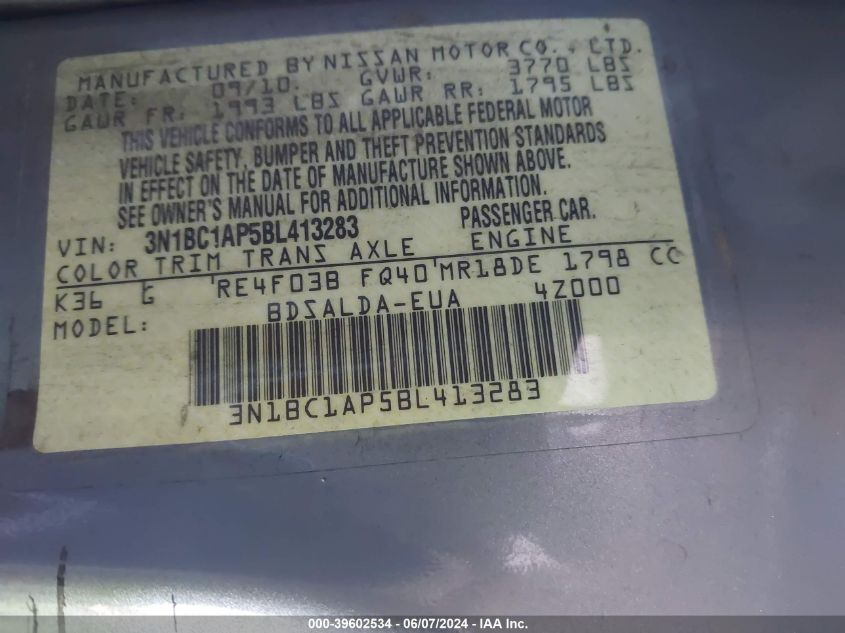 MANUFACTURED BY NISSAN MOTOR CO., LTD.
DATE: 09/10. GVWR: 3770 LBS
GAWR FR: 1993 LBS GAWR RR: 1795 LBS
THIS VEHICLE CONFORMS TO ALL APPLICABLE FEDERAL MOTOR
VEHICLE SAFETY, BUMPER AND THEFT PREVENTION STANDARDS
IN EFFECT ON THE DATE OF MANUFACTURE SHOWN ABOVE.
SEE OWNER'S MANUAL FOR ADDITIONAL INFORMATION.
VIN: 3N1BC1AP5BL413283 PASSENGER CAR.
COLOR TRIM TRANS AXLE ENGINE
K36 G RE4F03B FQ40 MR18DE 1798 CC
MODEL: BDSALDA-EUA 4Z000
3N1BC1AP5BL413283
000-39602534 - 06/07/2024 - IAA Inc.